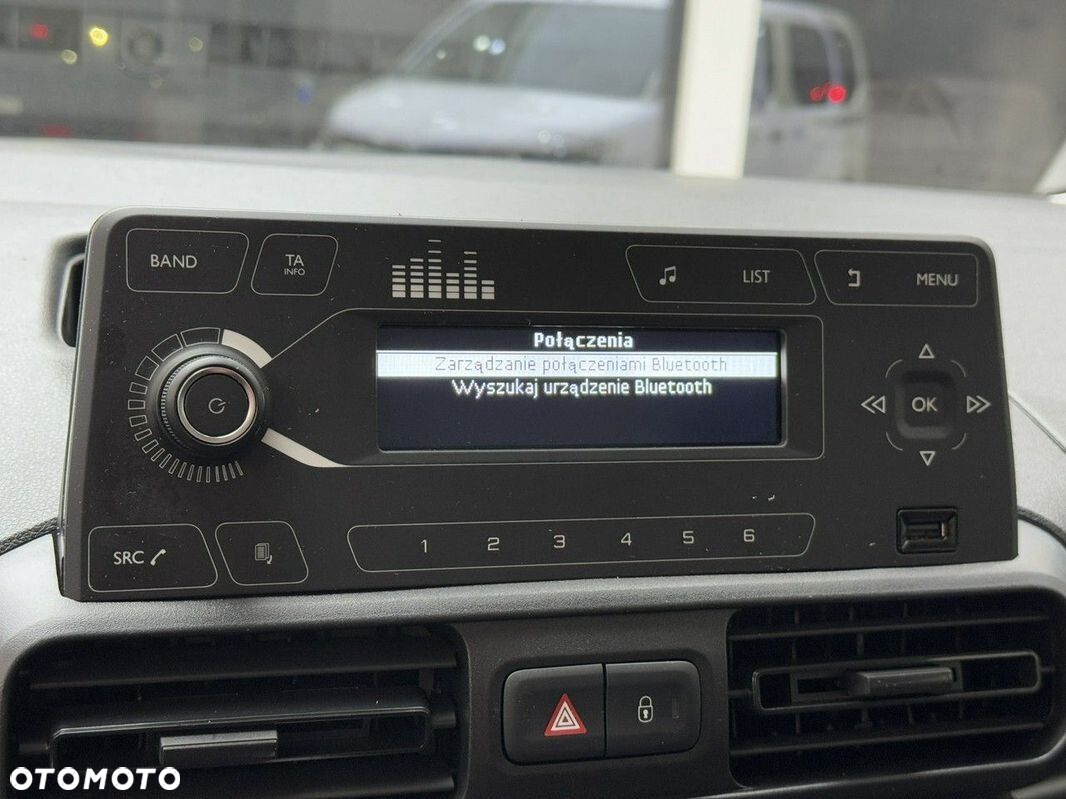 BAND
TA
INFO
LIST
MENU
Połączenia
Zarządzanie połączeniami Bluetooth
Wyszukaj urządzenie Bluetooth
OK
SRC
1 2 3 4 5 6
OTOMOTO